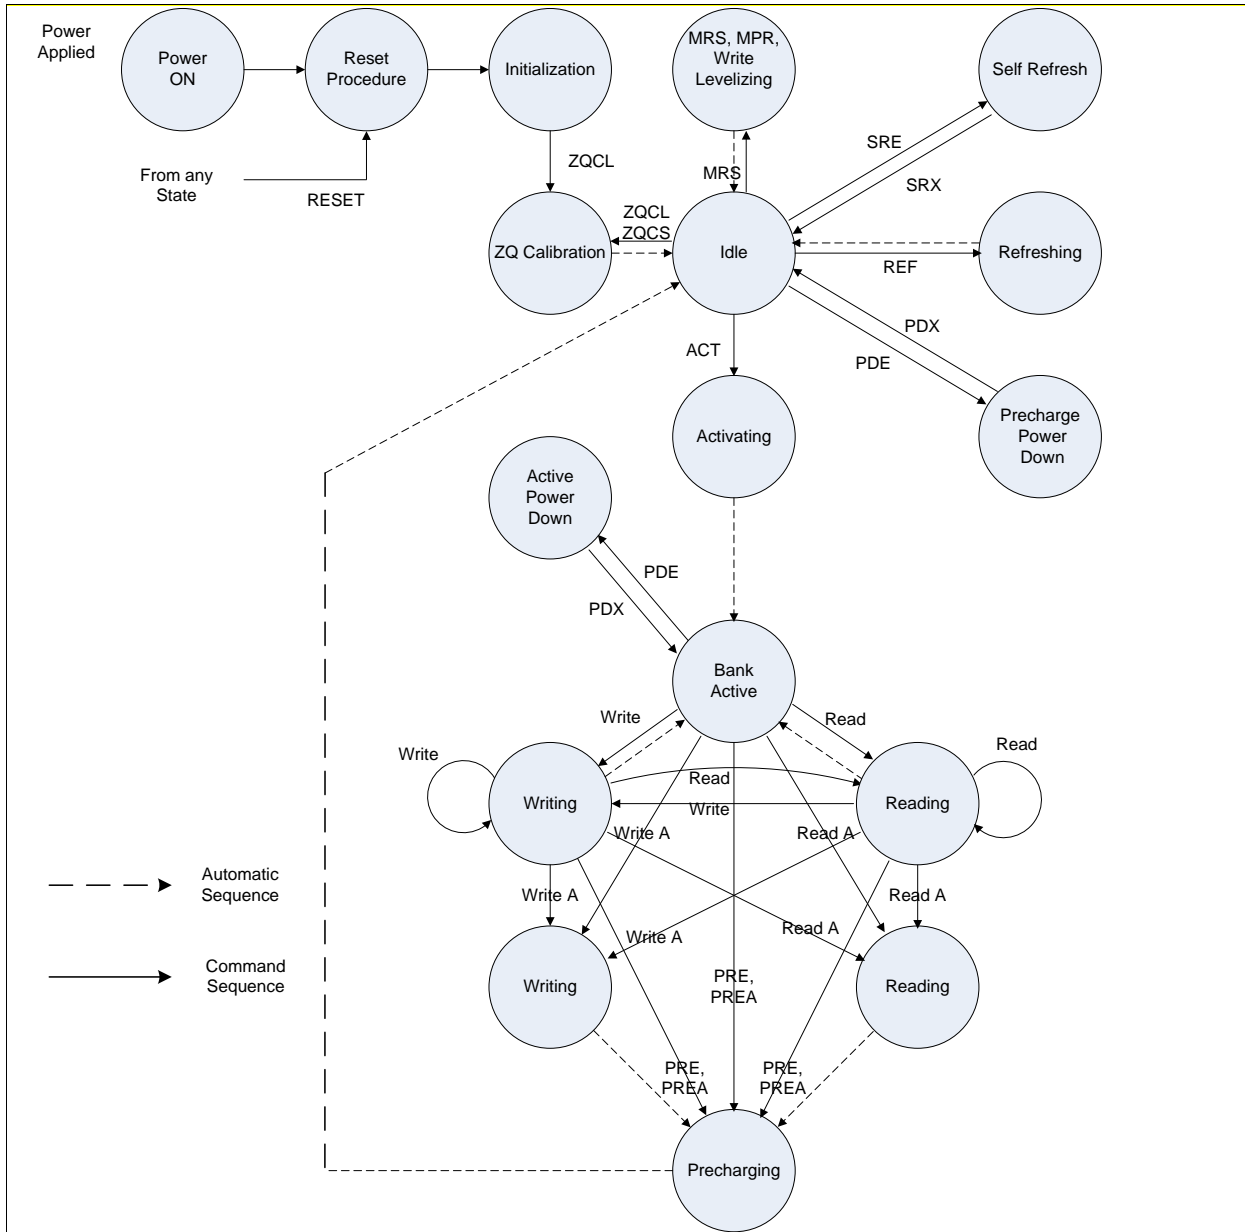 Power
Applied
Power
ON
Reset
Procedure
Initialization
MRS, MPR,
Write
Levelizing
Self Refresh
From any
State
RESET
ZQCL
MRS
SRE
SRX
ZQCL
ZQCS
ZQ Calibration
Idle
REF
Refreshing
ACT
PDX
PDE
Activating
Precharge
Power
Down
Active
Power
Down
PDE
PDX
Bank
Active
Write
Read
Write
Read
Writing
Read
Write
Reading
Write A
Read A
Automatic
Sequence
Write A
Read A
Write A
Read A
Command
Sequence
Writing
PRE,
PREA
Reading
PRE,
PREA
PRE,
PREA
Precharging